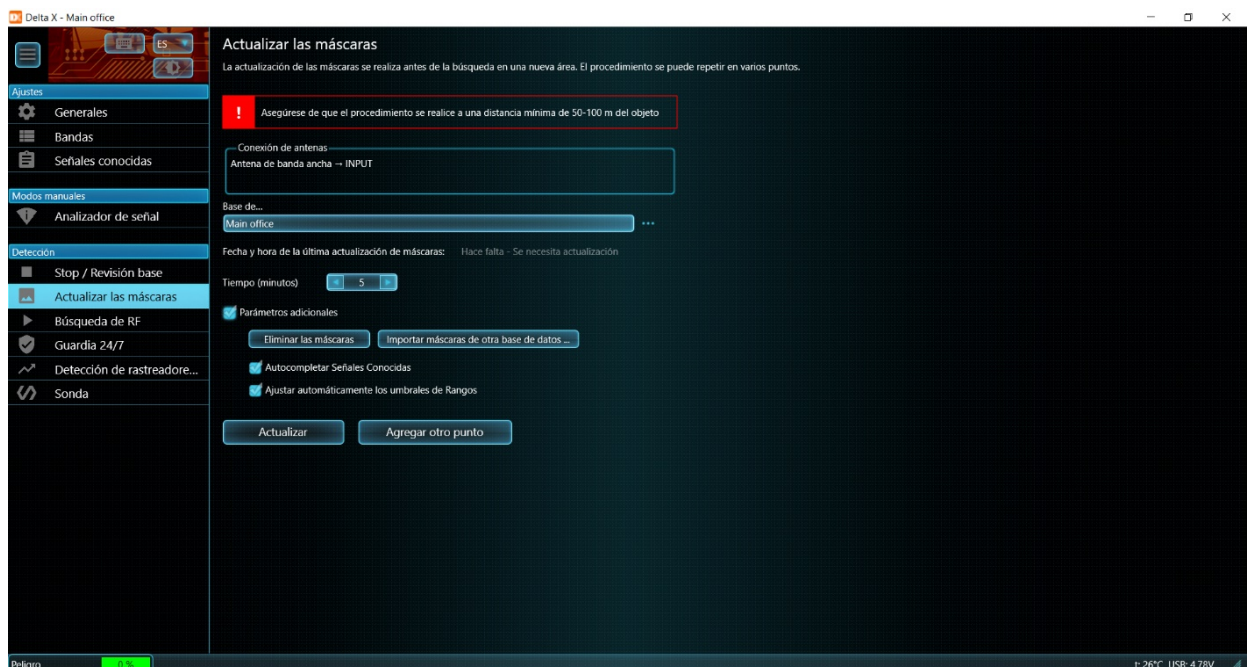 Delta X - Main office
ES
Ajustes
Generales
Bandas
Señales conocidas
Modos manuales
Analizador de señal
Detección
Stop / Revisión base
Actualizar las máscaras
Búsqueda de RF
Guardia 24/7
Detección de rastreadore...
Sonda
Actualizar las máscaras
La actualización de las máscaras se realiza antes de la búsqueda en una nueva área. El procedimiento se puede repetir en varios puntos.
! Asegúrese de que el procedimiento se realice a una distancia mínima de 50-100 m del objeto
Conexión de antenas
Antena de banda ancha → INPUT
Base de...
Main office ...
Fecha y hora de la última actualización de máscaras: Hace falta - Se necesita actualización
Tiempo (minutos) 5
Parámetros adicionales
Eliminar las máscaras Importar máscaras de otra base de datos ...
Autocompletar Señales Conocidas
Ajustar automáticamente los umbrales de Rangos
Actualizar Agregar otro punto
Peligro 0 % t: 26°C USB: 4.78V